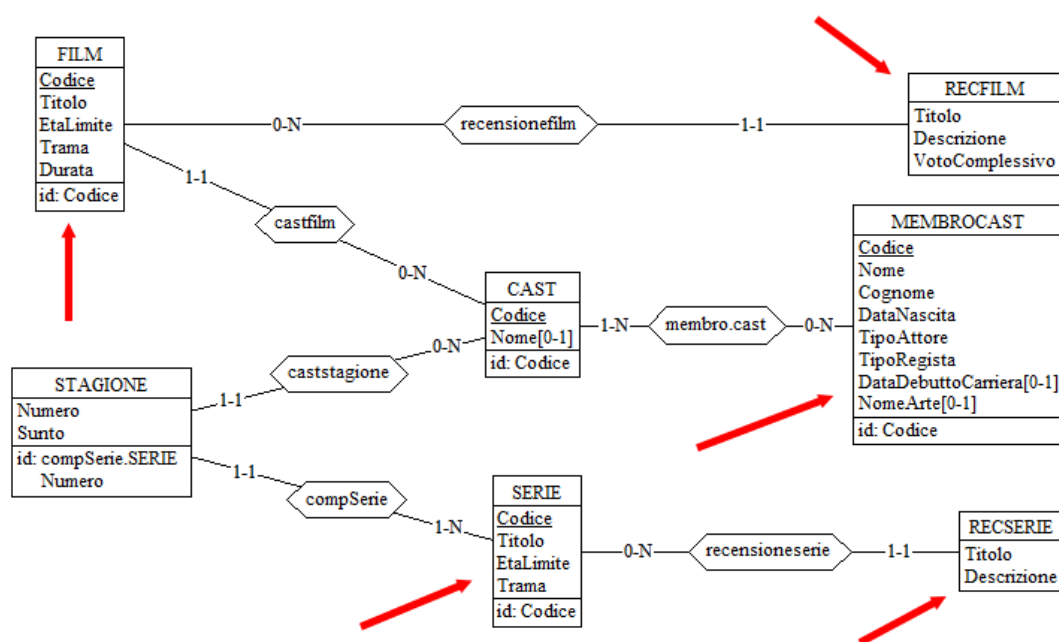 FILM
Codice
Titolo
EtaLimite
Trama
Durata
id: Codice
0-N
recensionefilm
1-1
RECFILM
Titolo
Descrizione
VotoComplessivo
1-1
castfilm
0-N
CAST
Codice
Nome[0-1]
id: Codice
1-N
membro.cast
0-N
MEMBROCAST
Codice
Nome
Cognome
DataNascita
TipoAttore
TipoRegista
DataDebuttoCarriera[0-1]
NomeArte[0-1]
id: Codice
0-N
caststagione
1-1
STAGIONE
Numero
Sunto
id: compSerie.SERIE
Numero
1-1
compSerie
1-N
SERIE
Codice
Titolo
EtaLimite
Trama
id: Codice
0-N
recensioneserie
1-1
RECSERIE
Titolo
Descrizione